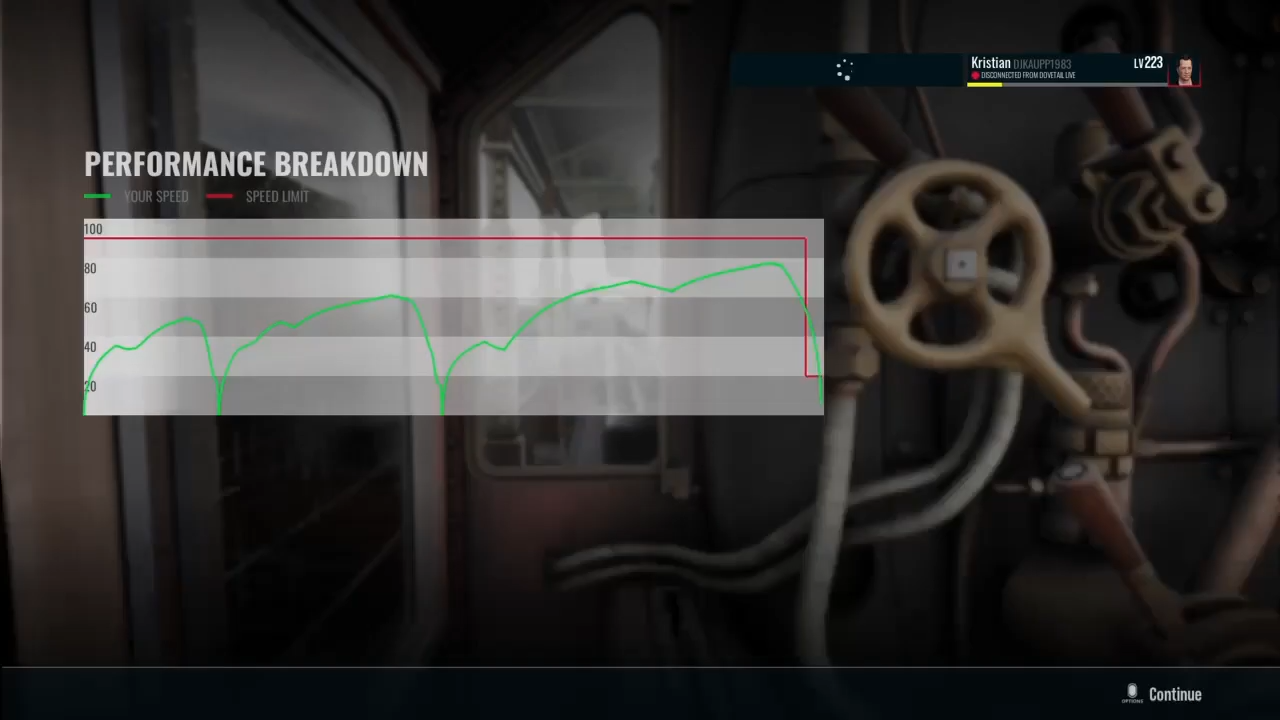 Kristian DJKAUPP1983 LV223
DISCONNECTED FROM DOVETAIL LIVE
PERFORMANCE BREAKDOWN
YOUR SPEED SPEED LIMIT
100
80
60
40
20
OPTIONS Continue